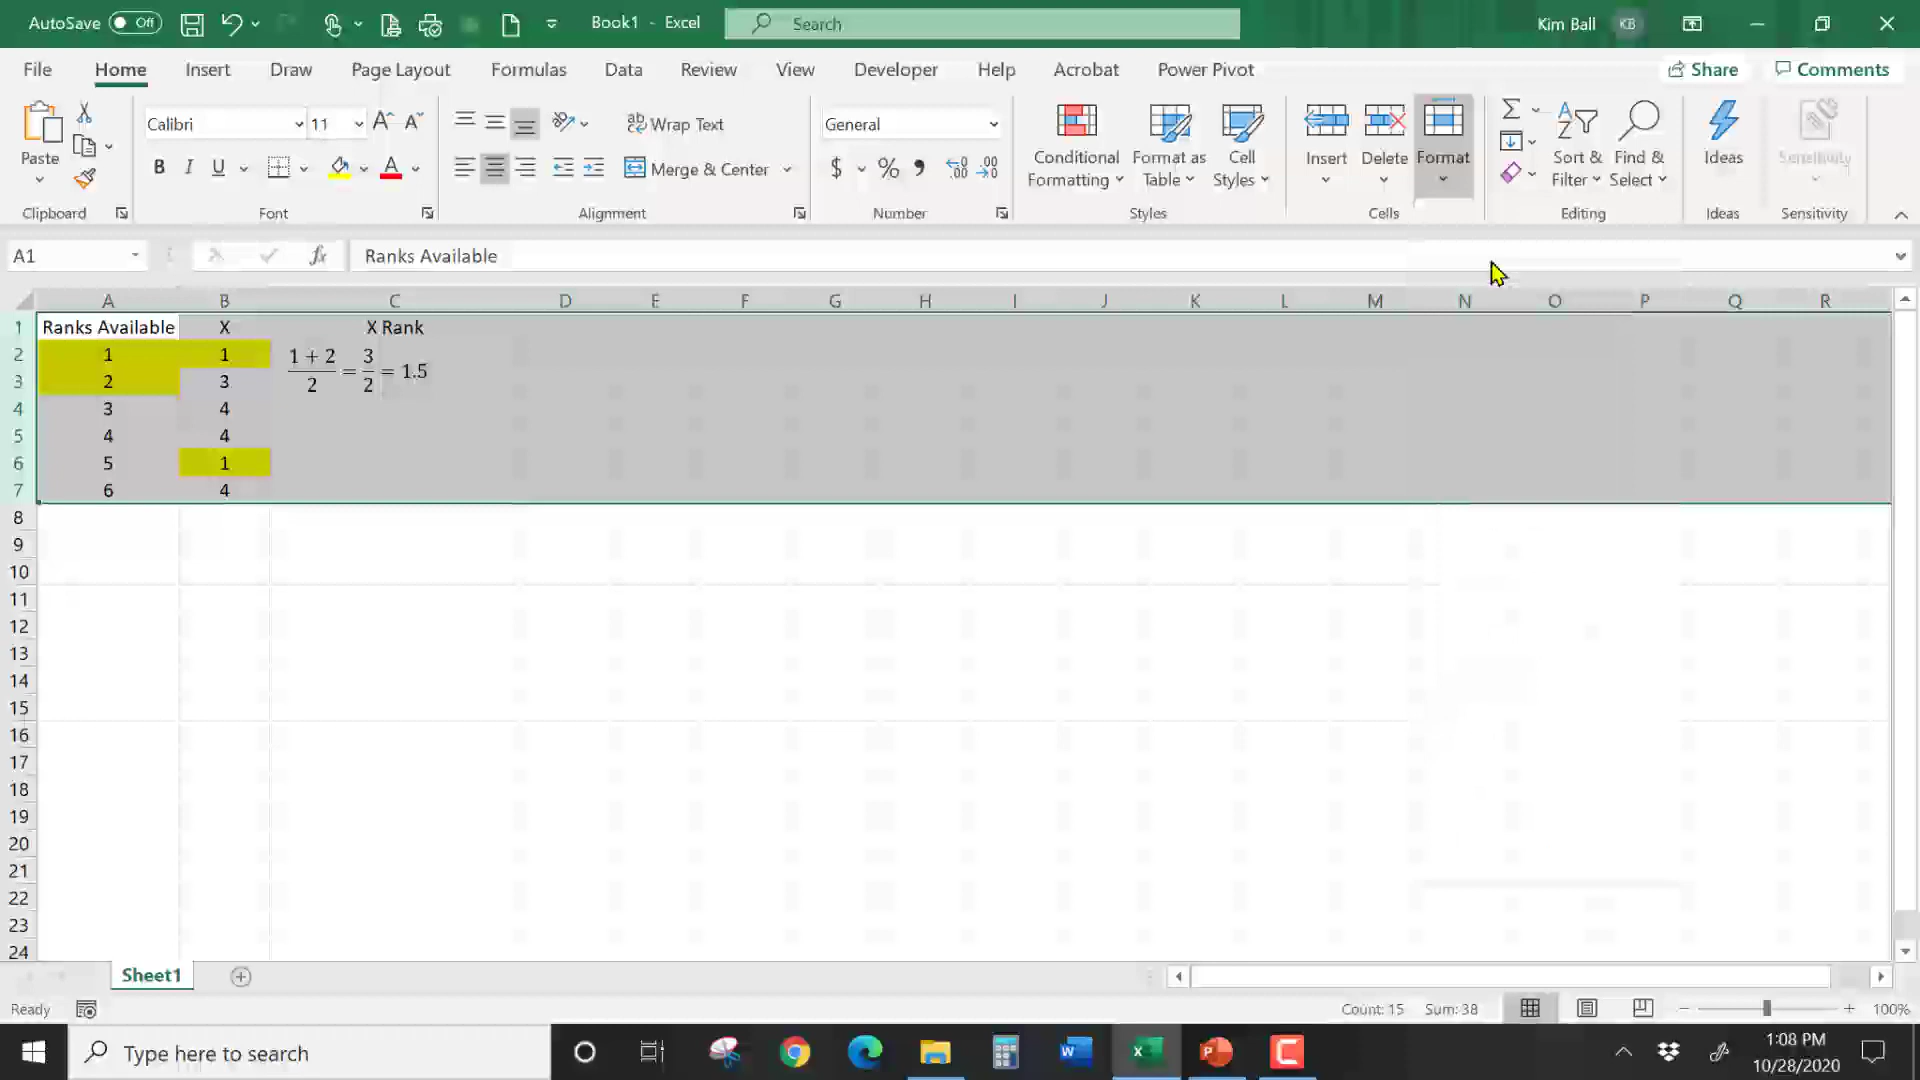 AutoSave Off Book1 - Excel Search Kim Ball KB
File Home Insert Draw Page Layout Formulas Data Review View Developer Help Acrobat Power Pivot Share Comments
Calibri 11 Wrap Text General
Paste B I U A Merge & Center $ % Conditional Formatting Format as Table Cell Styles Insert Delete Format Sort & Filter Find & Select Ideas Sensitivity
Clipboard Font Alignment Number Styles Cells Editing Ideas Sensitivity
A1 fx Ranks Available
A B C D E F G H I J K L M N O P Q R
1 Ranks Available X X Rank
2 1 1 1 + 2 / 2 = 3 / 2 = 1.5
3 2 3
4 3 4
5 4 4
6 5 1
7 6 4
8
9
10
11
12
13
14
15
16
17
18
19
20
21
22
23
24
Sheet1
Ready Count: 15 Sum: 38 100%
Type here to search 1:08 PM
10/28/2020